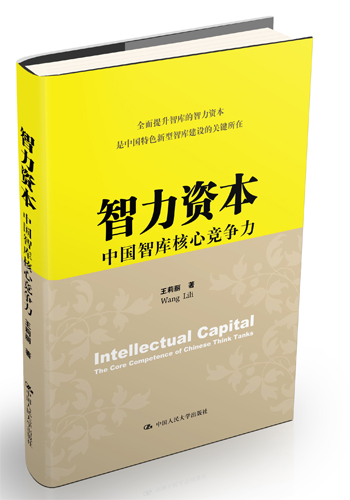 全面提升智库的智力资本
是中国特色新型智库建设的关键所在
智力资本
中国智库核心竞争力
王莉丽 著
Wang Lili
Intellectual Capital
The Core Competence of Chinese Think Tanks
中国人民大学出版社
智力资本
中国智库核心竞争力
王莉丽 著